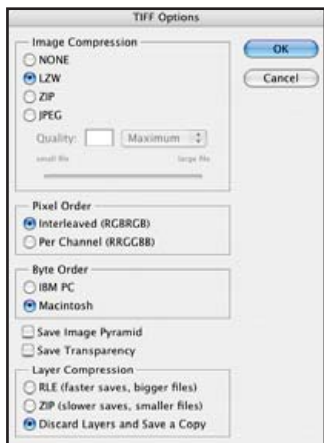 TIFF Options
Image Compression
NONE
LZW
ZIP
JPEG
Quality: Maximum
small file large file
Pixel Order
Interleaved (RGBRGB)
Per Channel (RRGGBB)
Byte Order
IBM PC
Macintosh
Save Image Pyramid
Save Transparency
Layer Compression
RLE (faster saves, bigger files)
ZIP (slower saves, smaller files)
Discard Layers and Save a Copy
OK
Cancel